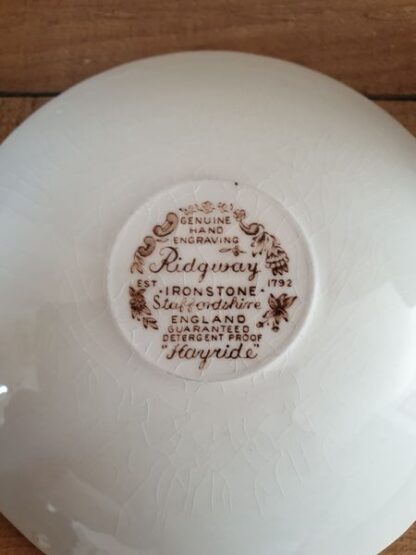 GENUINE
HAND
ENGRAVING
Ridgway
EST 1792
· IRONSTONE ·
Staffordshire
ENGLAND
GUARANTEED
DETERGENT PROOF
"Hayride"